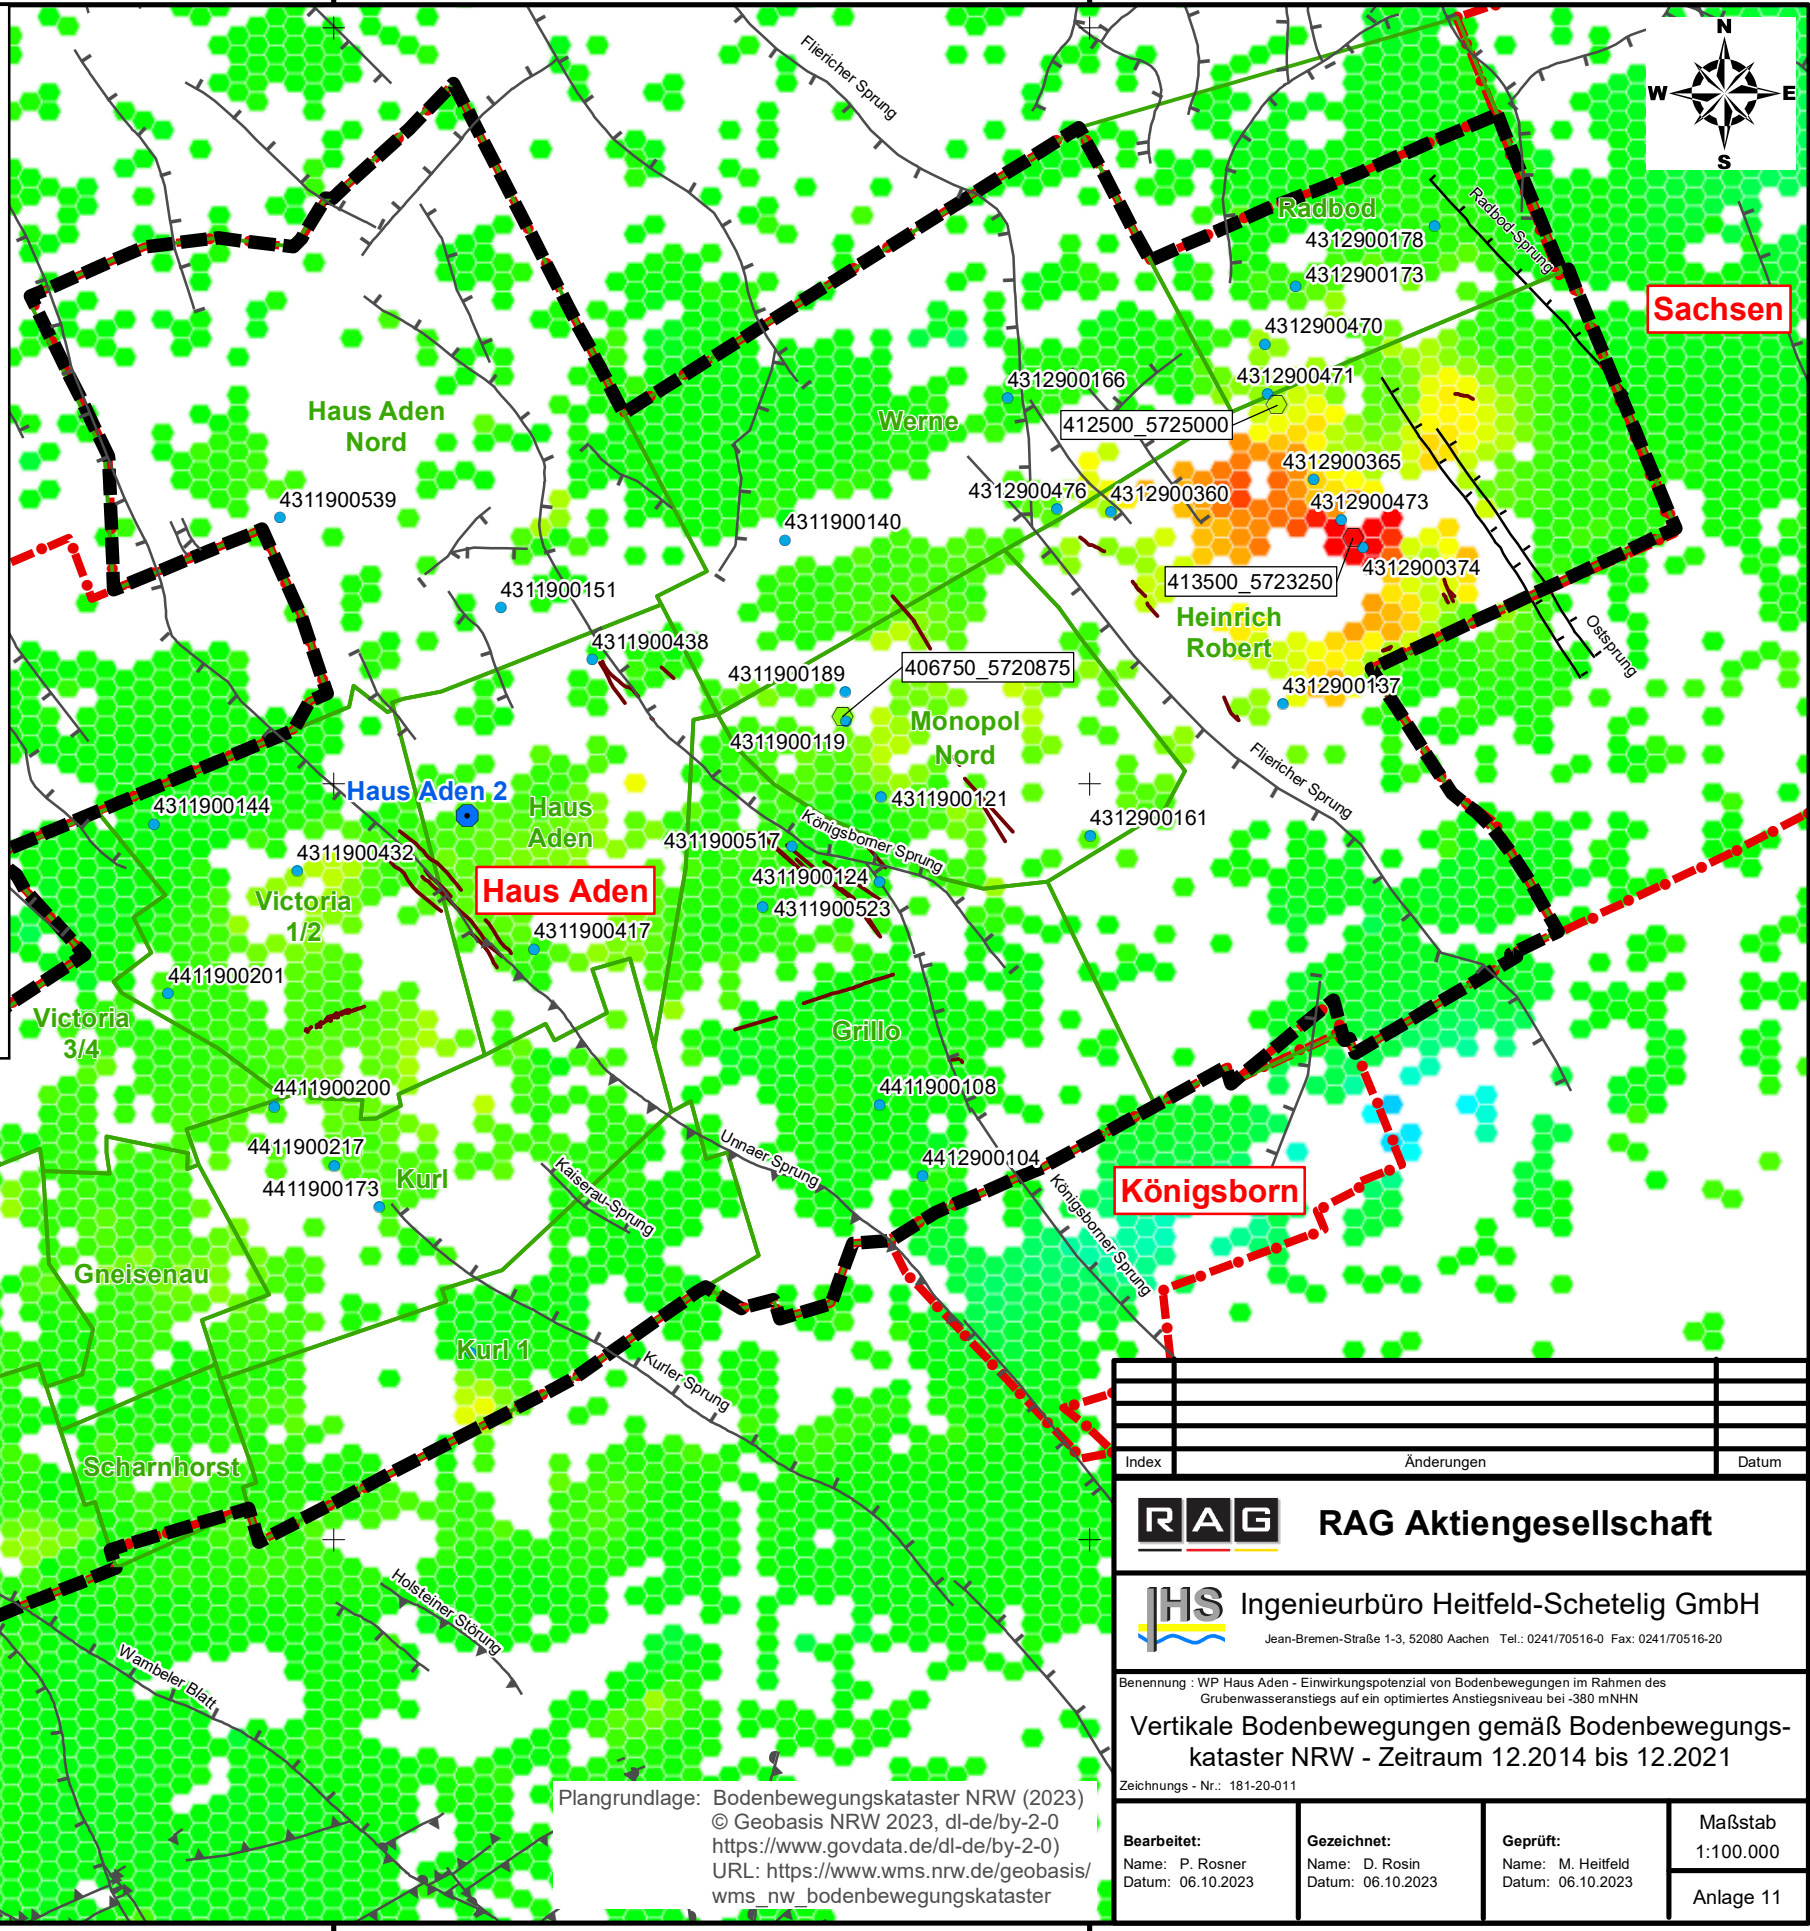 N
W E
S
Fliericher Sprung
Radbod
4312900178
Radbod-Sprung
4312900173
Sachsen
4312900470
4312900471
4312900166
412500_5725000
Haus Aden
Nord
Werne
4312900365
4312900476
4312900360
4312900473
4311900539
4311900140
4312900374
413500_5723250
4311900151
Heinrich
Robert
Ostsprung
4311900438
4311900189
406750_5720875
4312900137
Monopol
Nord
4311900119
Fliericher Sprung
Haus Aden 2
4311900144
Haus
Aden
4311900121
4312900161
4311900517
Königsborner Sprung
4311900432
4311900124
Haus Aden
Victoria
1/2
4311900523
4311900417
4411900201
Victoria
3/4
Grillo
4411900200
4411900108
4411900217
Unnaer Sprung
4412900104
4411900173
Kurl
Kaiserau-Sprung
Königsborn
Königsborner Sprung
Gneisenau
Kurl 1
Kurler Sprung
Scharnhorst
Holsteiner Störung
Wambeler Blatt
Plangrundlage: Bodenbewegungskataster NRW (2023)
© Geobasis NRW 2023, dl-de/by-2-0
https://www.govdata.de/dl-de/by-2-0)
URL: https://www.wms.nrw.de/geobasis/
wms_nw_bodenbewegungskataster
Index Änderungen Datum
RAG RAG Aktiengesellschaft
IHS Ingenieurbüro Heitfeld-Schetelig GmbH
Jean-Bremen-Straße 1-3, 52080 Aachen Tel.: 0241/70516-0 Fax: 0241/70516-20
Benennung : WP Haus Aden - Einwirkungspotenzial von Bodenbewegungen im Rahmen des
Grubenwasseranstiegs auf ein optimiertes Anstiegsniveau bei -380 mNHN
Vertikale Bodenbewegungen gemäß Bodenbewegungs-
kataster NRW - Zeitraum 12.2014 bis 12.2021
Zeichnungs - Nr.: 181-20-011
Bearbeitet: Gezeichnet: Geprüft: Maßstab
Name: P. Rosner Name: D. Rosin Name: M. Heitfeld 1:100.000
Datum: 06.10.2023 Datum: 06.10.2023 Datum: 06.10.2023
Anlage 11